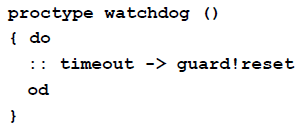 proctype watchdog ()
{ do
:: timeout -> guard!reset
od
}